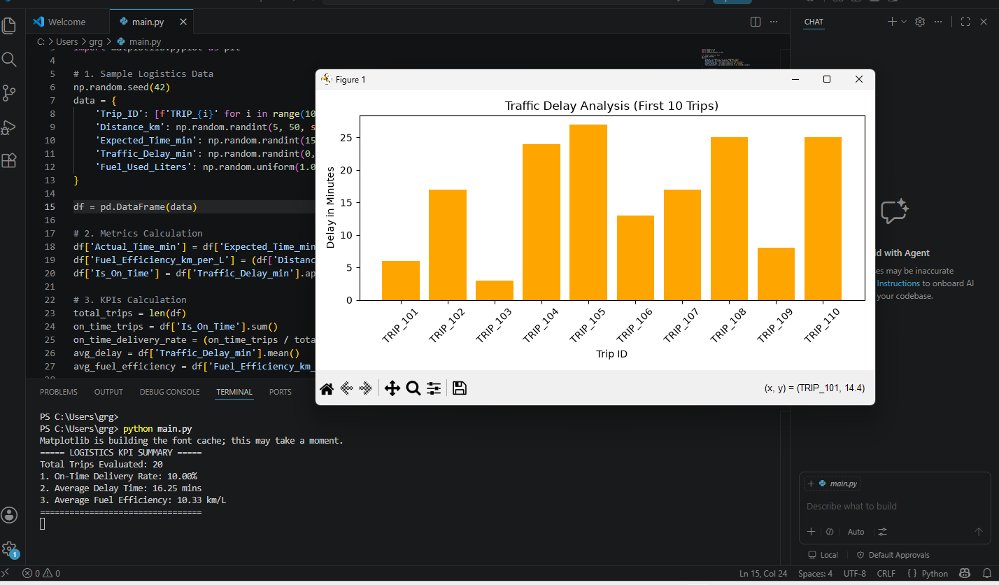 Welcome
main.py
CHAT
C: > Users > grg > main.py
3 import matplotlib.pyplot as plt
4
5 # 1. Sample Logistics Data
6 np.random.seed(42)
7 data = {
8 'Trip_ID': [f'TRIP_{i}' for i in range(10
9 'Distance_km': np.random.randint(5, 50, s
10 'Expected_Time_min': np.random.randint(15
11 'Traffic_Delay_min': np.random.randint(0,
12 'Fuel_Used_Liters': np.random.uniform(1.0
13 }
14
15 df = pd.DataFrame(data)
16
17 # 2. Metrics Calculation
18 df['Actual_Time_min'] = df['Expected_Time_min
19 df['Fuel_Efficiency_km_per_L'] = (df['Distanc
20 df['Is_On_Time'] = df['Traffic_Delay_min'].ap
21
22 # 3. KPIs Calculation
23 total_trips = len(df)
24 on_time_trips = df['Is_On_Time'].sum()
25 on_time_delivery_rate = (on_time_trips / tota
26 avg_delay = df['Traffic_Delay_min'].mean()
27 avg_fuel_efficiency = df['Fuel_Efficiency_km_
28
Figure 1
Traffic Delay Analysis (First 10 Trips)
Delay in Minutes
25
20
15
10
5
0
TRIP_101
TRIP_102
TRIP_103
TRIP_104
TRIP_105
TRIP_106
TRIP_107
TRIP_108
TRIP_109
TRIP_110
Trip ID
(x, y) = (TRIP_101, 14.4)
d with Agent
es may be inaccurate
Instructions to onboard AI
your codebase.
PROBLEMS OUTPUT DEBUG CONSOLE TERMINAL PORTS
PS C:\Users\grg>
PS C:\Users\grg> python main.py
Matplotlib is building the font cache; this may take a moment.
===== LOGISTICS KPI SUMMARY =====
Total Trips Evaluated: 20
1. On-Time Delivery Rate: 10.00%
2. Average Delay Time: 16.25 mins
3. Average Fuel Efficiency: 10.33 km/L
=================================
main.py
Describe what to build
Auto
Local
Default Approvals
1
0 0
Ln 15, Col 24
Spaces: 4
UTF-8
CRLF
{ } Python